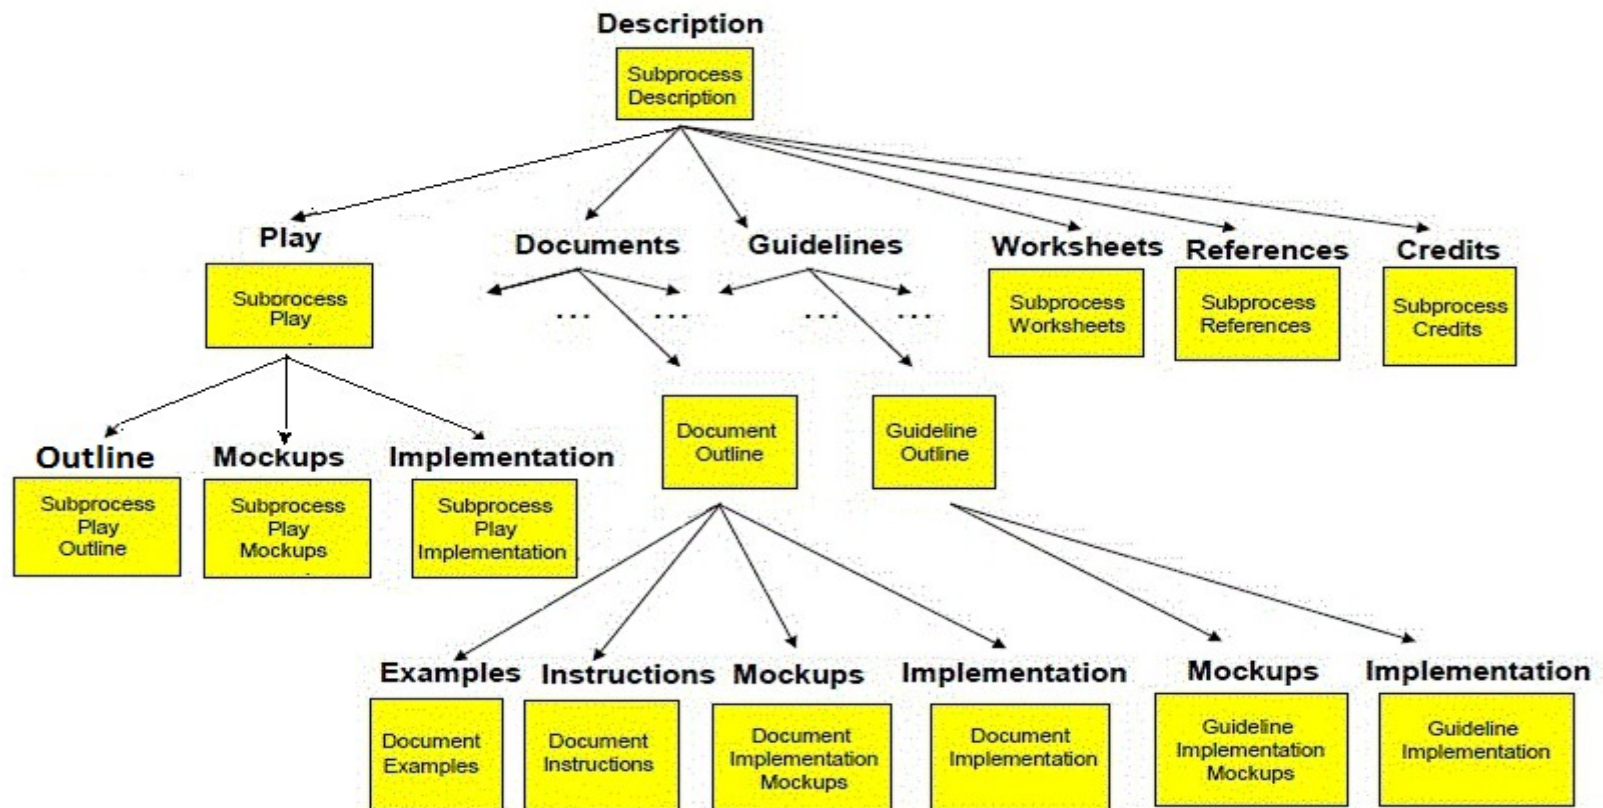 Description
Subprocess
Description
Play
Documents
Guidelines
Worksheets
References
Credits
Subprocess
Play
Subprocess
Worksheets
Subprocess
References
Subprocess
Credits
...
...
...
...
Document
Outline
Guideline
Outline
Outline
Mockups
Implementation
Subprocess
Play
Outline
Subprocess
Play
Mockups
Subprocess
Play
Implementation
Examples
Instructions
Mockups
Implementation
Mockups
Implementation
Document
Examples
Document
Instructions
Document
Implementation
Mockups
Document
Implementation
Guideline
Implementation
Mockups
Guideline
Implementation